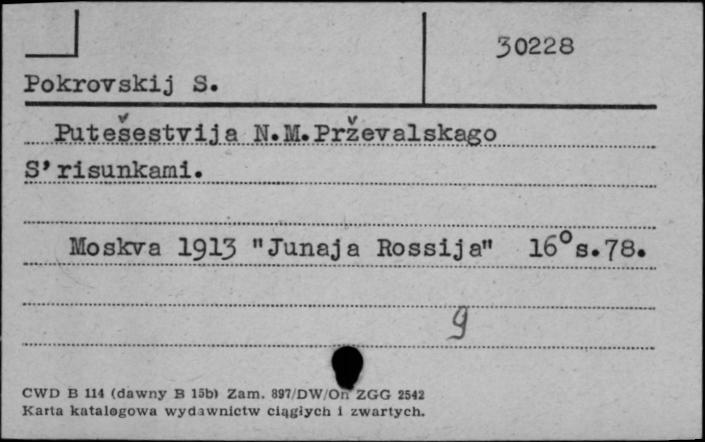 30228
Pokrovskij S.
Putešestvija N.M.Prževalskago
S'risunkami.
Moskva 1913 "Junaja Rossija" 16° s.78.
g
CWD B 114 (dawny B 15b) Zam. 897/DW/On ZGG 2542
Karta katalogowa wydawnictw ciągłych i zwartych.